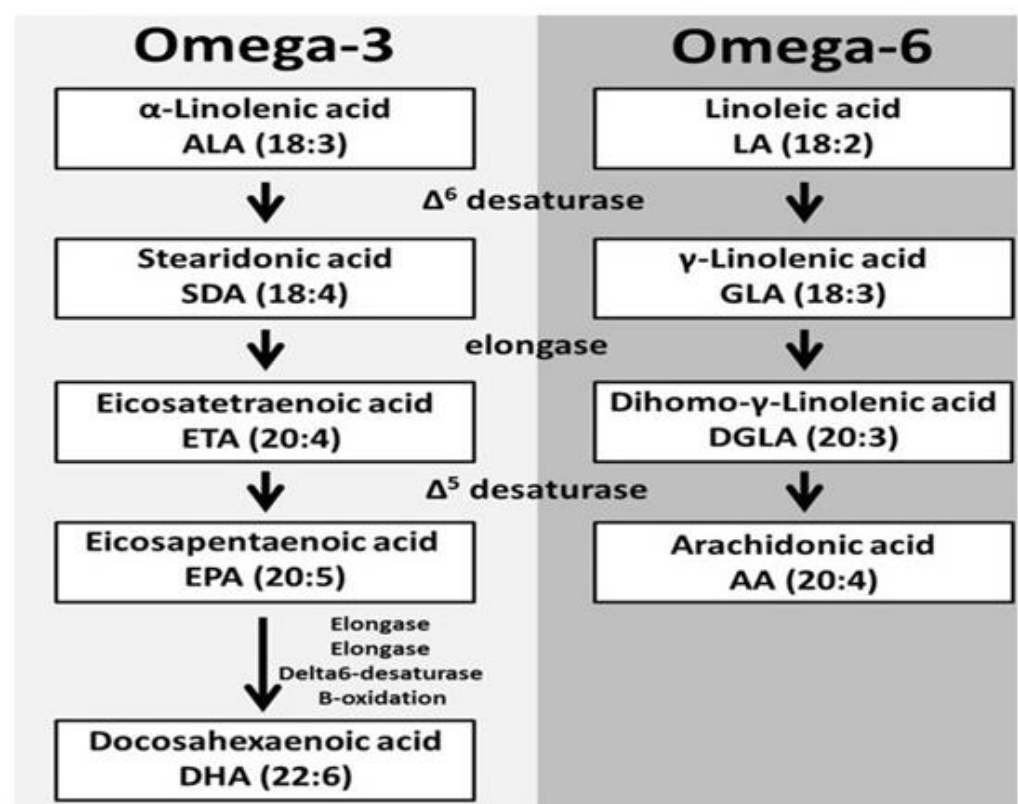 Omega-3
α-Linolenic acid
ALA (18:3)
Stearidonic acid
SDA (18:4)
Eicosatetraenoic acid
ETA (20:4)
Eicosapentaenoic acid
EPA (20:5)
Elongase
Elongase
Delta6-desaturase
B-oxidation
Docosahexaenoic acid
DHA (22:6)
Δ⁶ desaturase
elongase
Δ⁵ desaturase
Omega-6
Linoleic acid
LA (18:2)
γ-Linolenic acid
GLA (18:3)
Dihomo-γ-Linolenic acid
DGLA (20:3)
Arachidonic acid
AA (20:4)